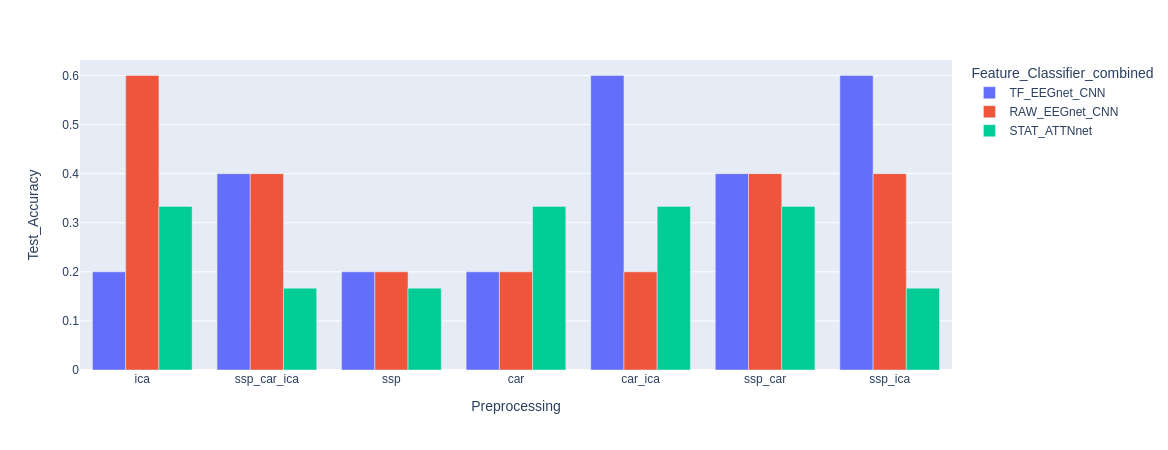 Feature_Classifier_combined
TF_EEGnet_CNN
RAW_EEGnet_CNN
STAT_ATTNnet
Test_Accuracy
0.6
0.5
0.4
0.3
0.2
0.1
0
ica
ssp_car_ica
ssp
car
car_ica
ssp_car
ssp_ica
Preprocessing